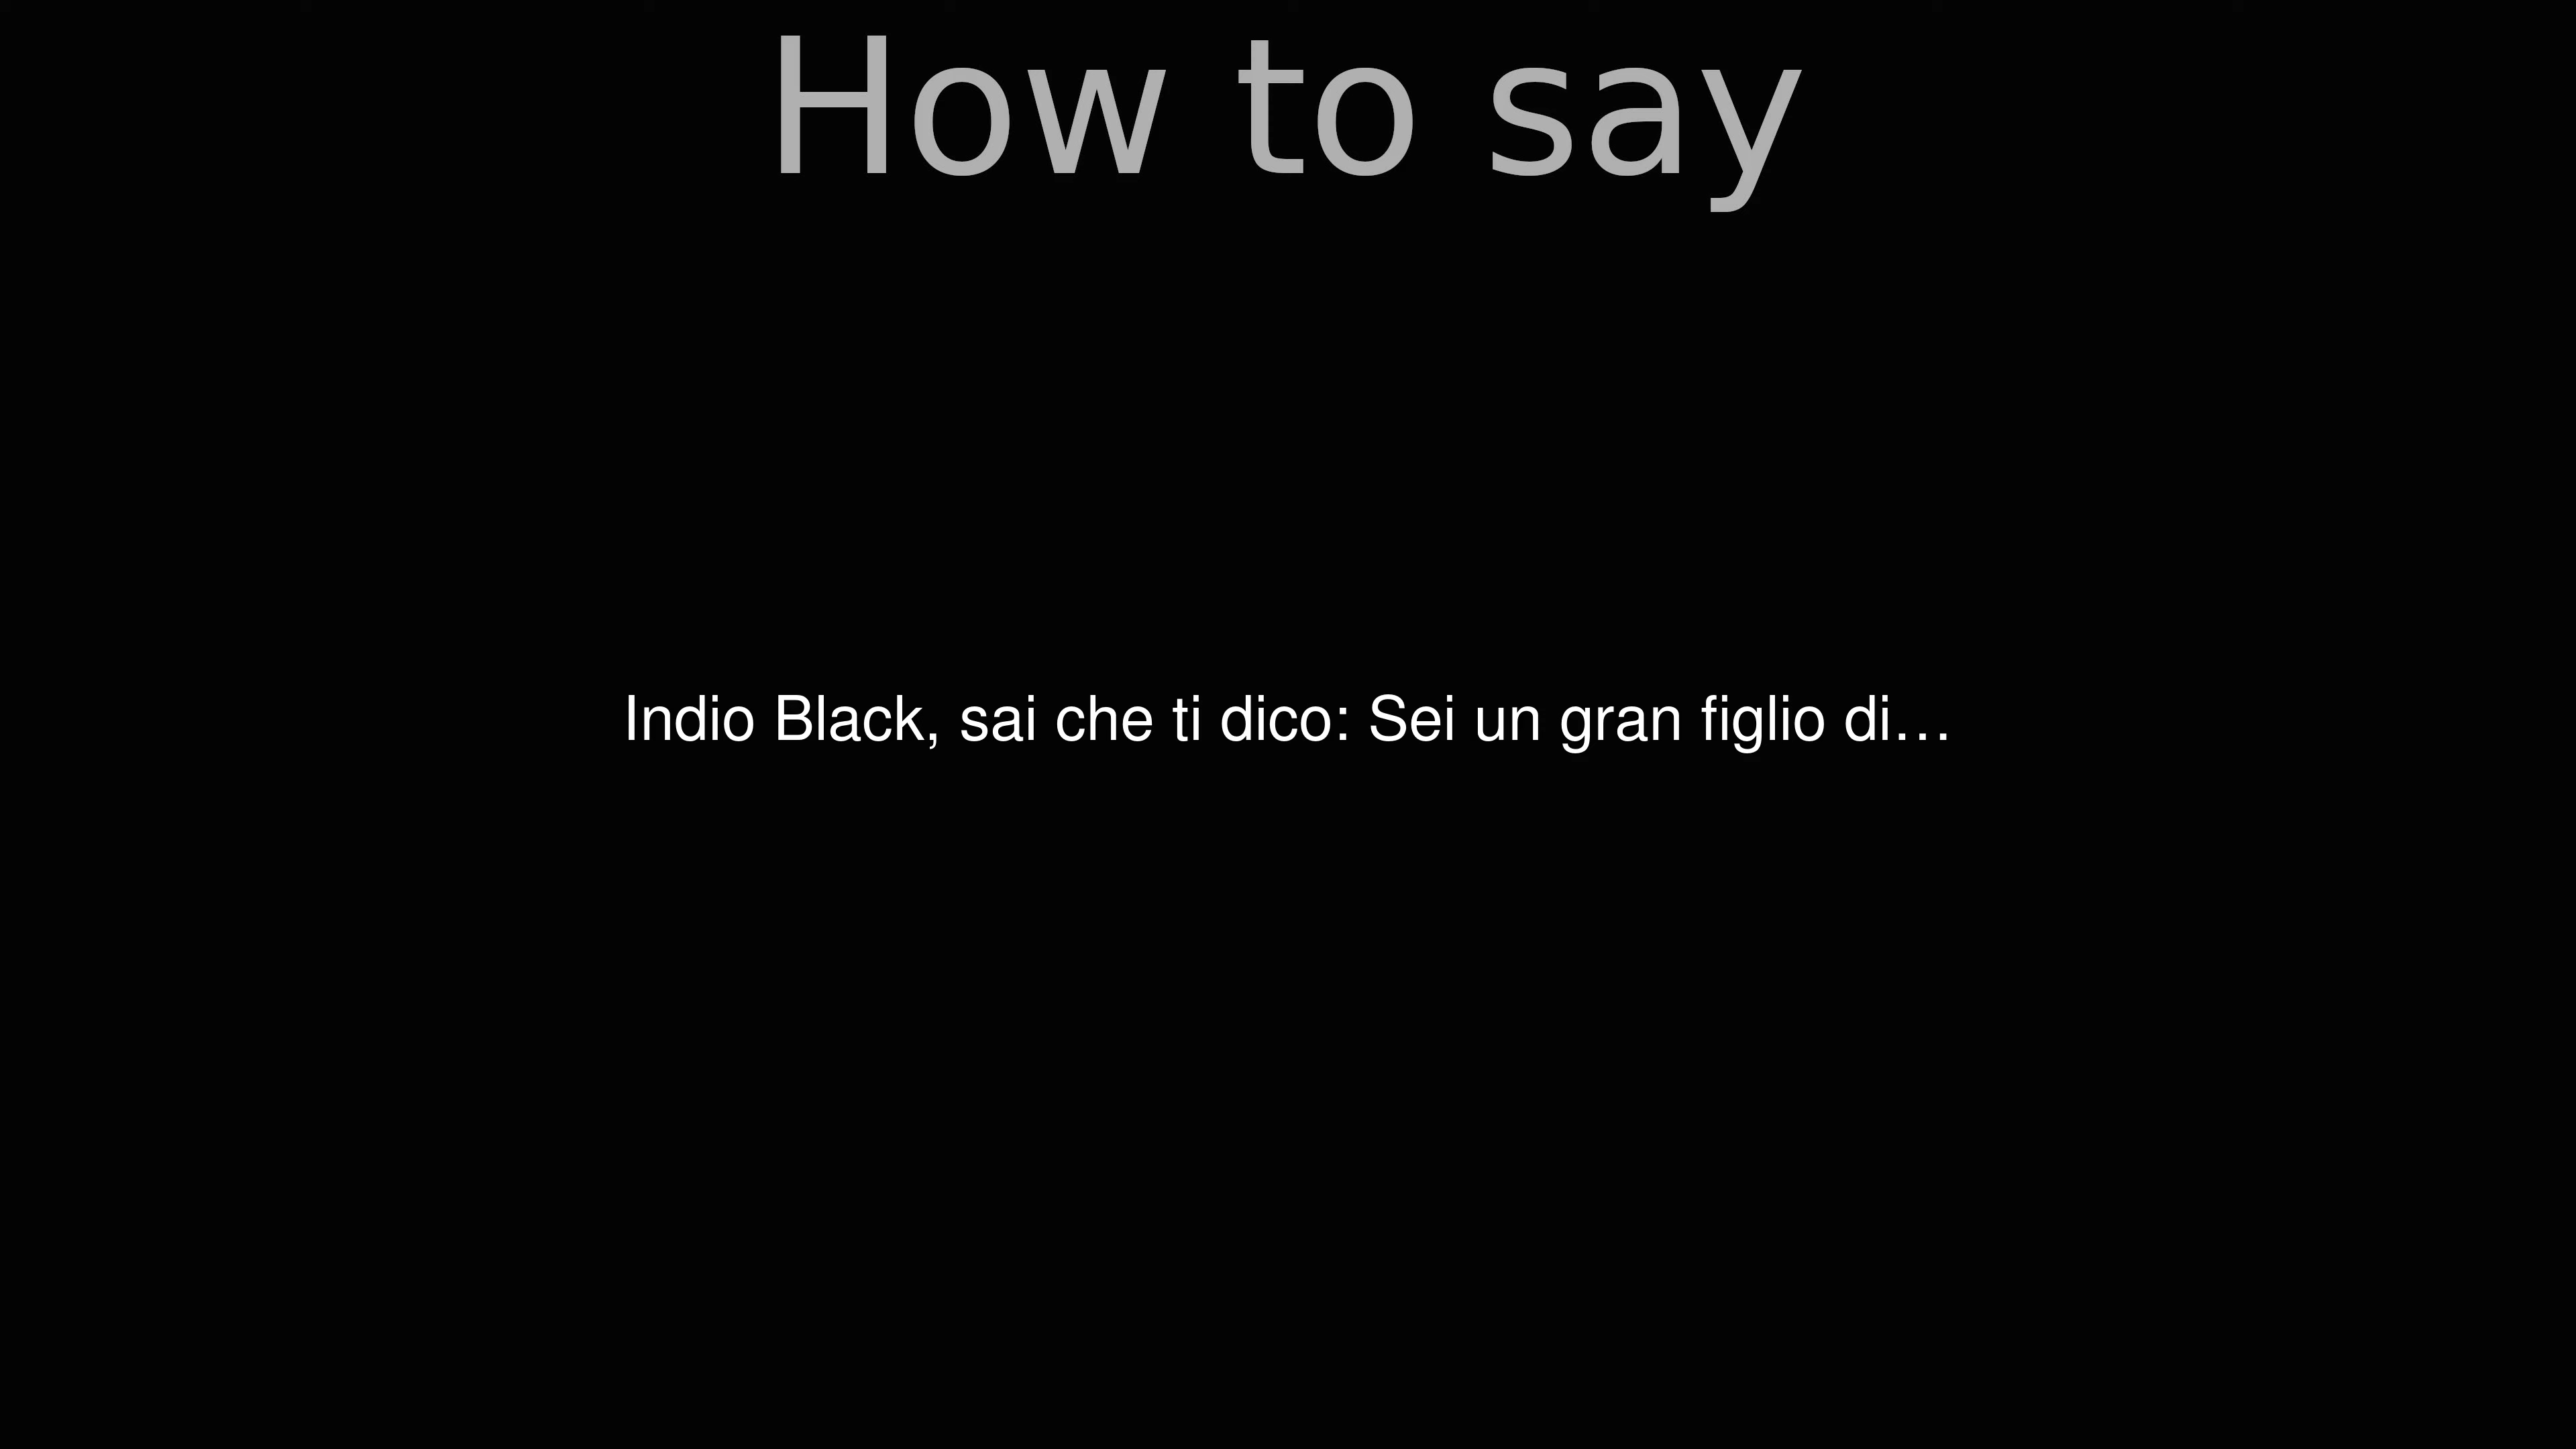 How to say
Indio Black, sai che ti dico: Sei un gran figlio di…